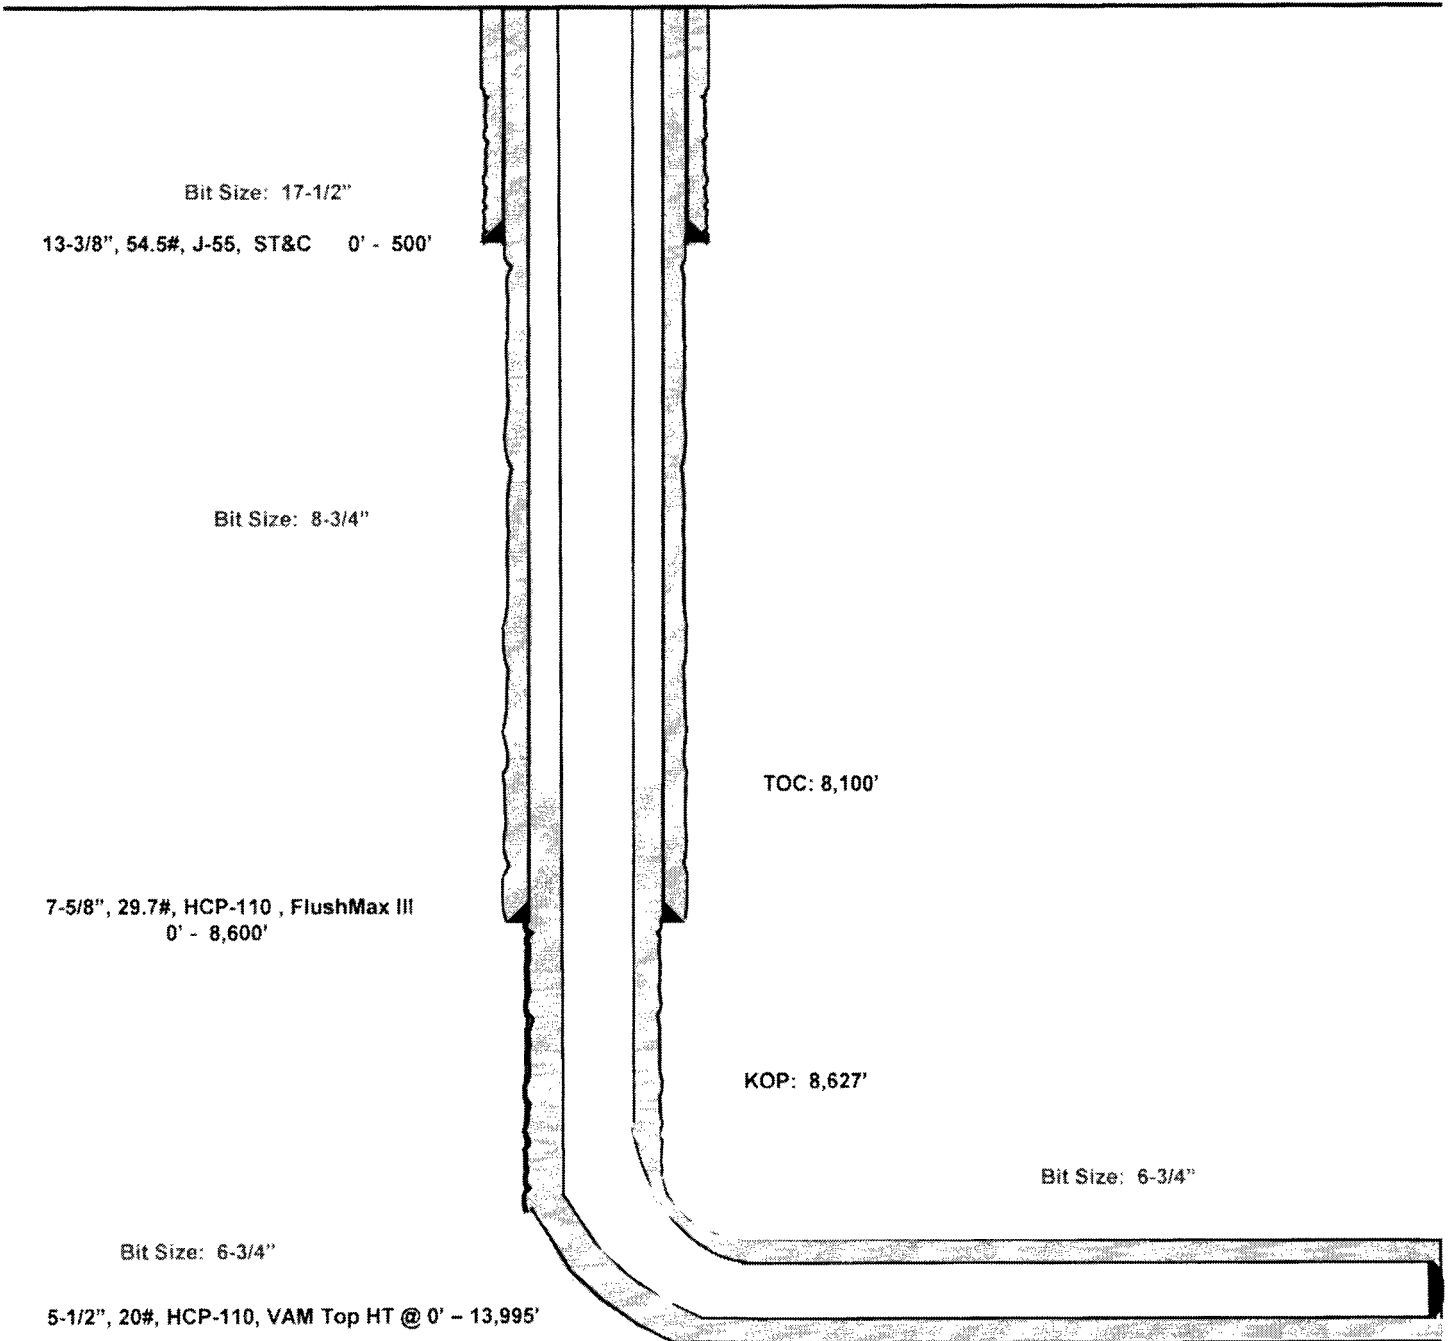 Bit Size: 17-1/2”
13-3/8”, 54.5#, J-55, ST&C 0’ - 500’
Bit Size: 8-3/4”
TOC: 8,100’
7-5/8”, 29.7#, HCP-110 , FlushMax III
0’ - 8,600’
KOP: 8,627’
Bit Size: 6-3/4”
Bit Size: 6-3/4”
5-1/2”, 20#, HCP-110, VAM Top HT @ 0’ – 13,995’